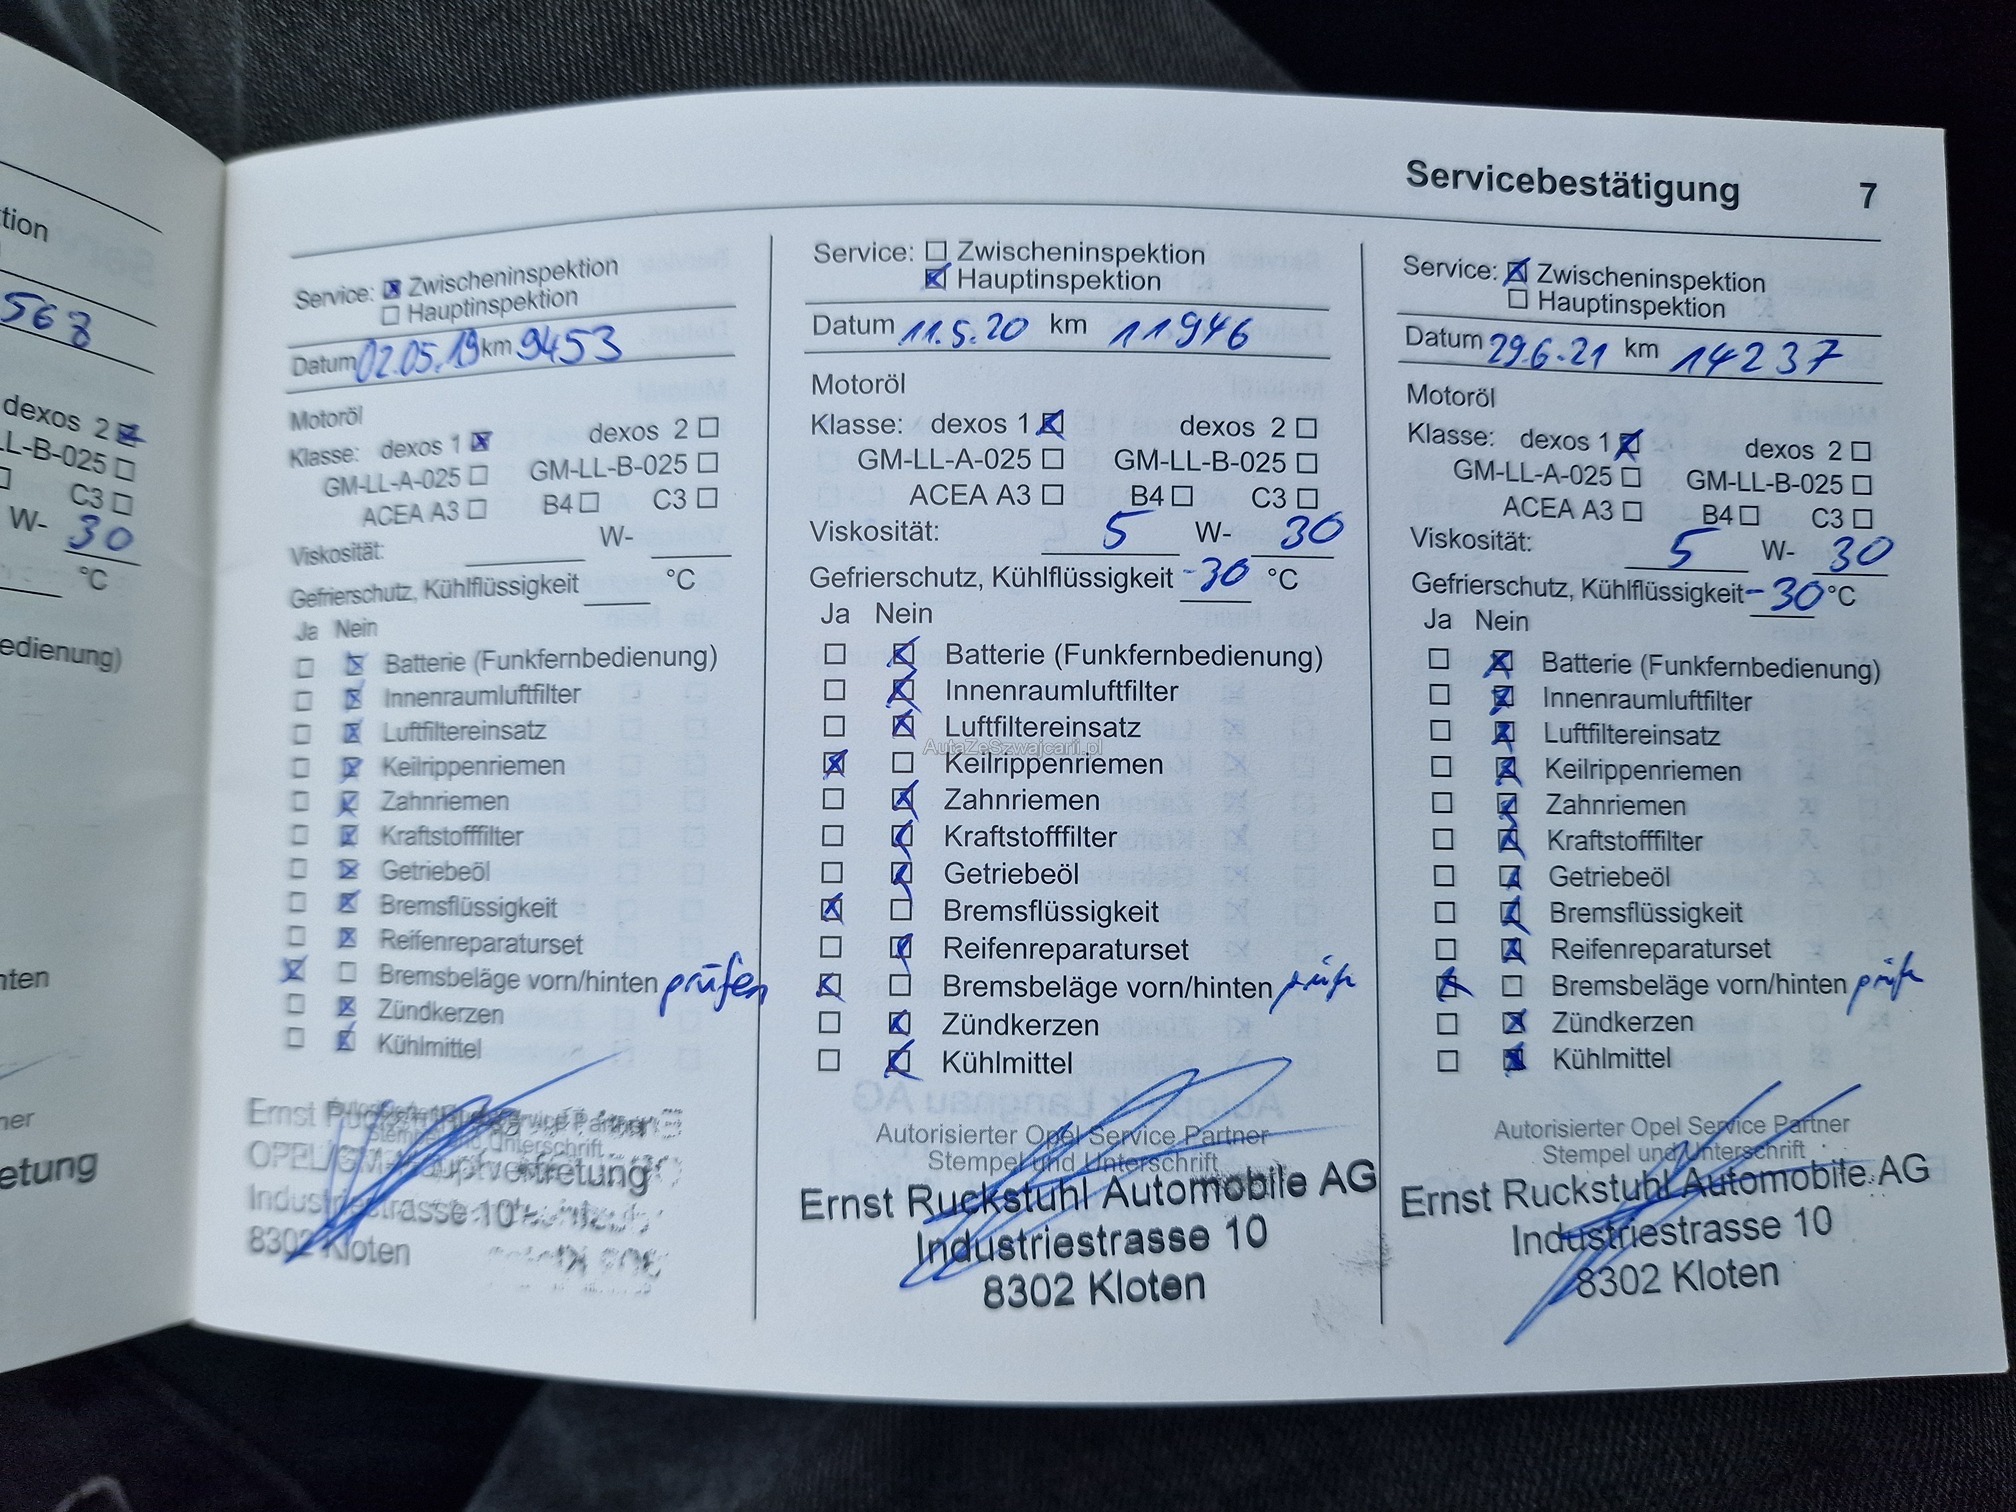 tion
568
dexos 2
LL-B-025
C3
W- 30
°C
edienung)
nten
ner
etung
Servicebestätigung 7
Service: Zwischeninspektion
Hauptinspektion
Datum 02.05.19 km 9453
Motoröl
Klasse: dexos 1 dexos 2
GM-LL-A-025 GM-LL-B-025
ACEA A3 B4 C3
Viskosität: W-
Gefrierschutz, Kühlflüssigkeit °C
Ja Nein
Batterie (Funkfernbedienung)
Innenraumluftfilter
Luftfiltereinsatz
Keilrippenriemen
Zahnriemen
Kraftstofffilter
Getriebeöl
Bremsflüssigkeit
Reifenreparaturset
Bremsbeläge vorn/hinten prüfen
Zündkerzen
Kühlmittel
Stempel und Unterschrift
Industriestrasse 10
8302 Kloten
Service: Zwischeninspektion
Hauptinspektion
Datum 11.5.20 km 11946
Motoröl
Klasse: dexos 1 dexos 2
GM-LL-A-025 GM-LL-B-025
ACEA A3 B4 C3
Viskosität: 5 W- 30
Gefrierschutz, Kühlflüssigkeit -30 °C
Ja Nein
Batterie (Funkfernbedienung)
Innenraumluftfilter
Luftfiltereinsatz
AutaZeSzwajcarii.pl
Keilrippenriemen
Zahnriemen
Kraftstofffilter
Getriebeöl
Bremsflüssigkeit
Reifenreparaturset
Bremsbeläge vorn/hinten
Zündkerzen
Kühlmittel
Autorisierter Opel Service Partner
Stempel und Unterschrift
Ernst Ruckstuhl Automobile AG
Industriestrasse 10
8302 Kloten
Service: Zwischeninspektion
Hauptinspektion
Datum 29.6.21 km 14237
Motoröl
Klasse: dexos 1 dexos 2
GM-LL-A-025 GM-LL-B-025
ACEA A3 B4 C3
Viskosität: 5 W- 30
Gefrierschutz, Kühlflüssigkeit -30 °C
Ja Nein
Batterie (Funkfernbedienung)
Innenraumluftfilter
Luftfiltereinsatz
Keilrippenriemen
Zahnriemen
Kraftstofffilter
Getriebeöl
Bremsflüssigkeit
Reifenreparaturset
Bremsbeläge vorn/hinten
Zündkerzen
Kühlmittel
Autorisierter Opel Service Partner
Stempel und Unterschrift
Ernst Ruckstuhl Automobile AG
Industriestrasse 10
8302 Kloten